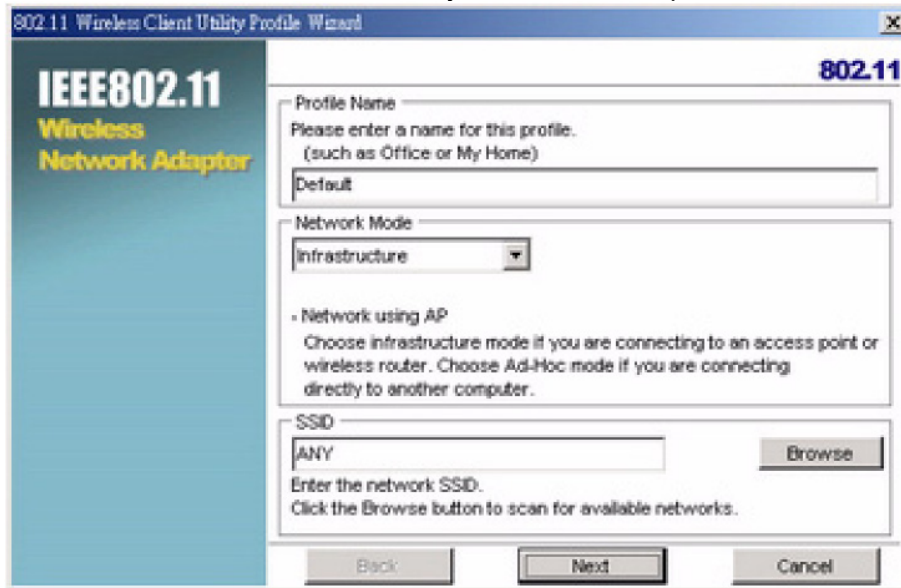 802.11 Wireless Client Utility Profile Wizard
IEEE802.11
Wireless
Network Adapter
802.11
Profile Name
Please enter a name for this profile.
(such as Office or My Home)
Default
Network Mode
Infrastructure
- Network using AP
Choose infrastructure mode if you are connecting to an access point or
wireless router. Choose Ad-Hoc mode if you are connecting
directly to another computer.
SSID
ANY
Browse
Enter the network SSID.
Click the Browse button to scan for available networks.
Back
Next
Cancel